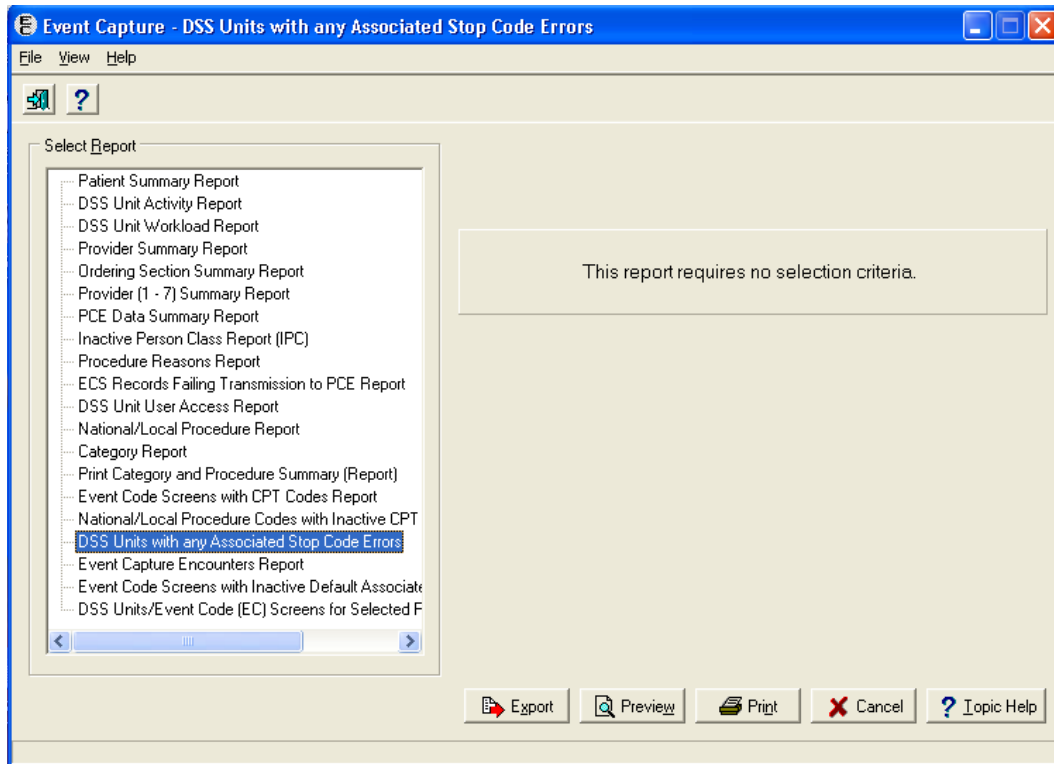 Event Capture - DSS Units with any Associated Stop Code Errors
File View Help
Select Report
Patient Summary Report
DSS Unit Activity Report
DSS Unit Workload Report
Provider Summary Report
Ordering Section Summary Report
Provider (1 - 7) Summary Report
PCE Data Summary Report
Inactive Person Class Report (IPC)
Procedure Reasons Report
ECS Records Failing Transmission to PCE Report
DSS Unit User Access Report
National/Local Procedure Report
Category Report
Print Category and Procedure Summary (Report)
Event Code Screens with CPT Codes Report
National/Local Procedure Codes with Inactive CPT
DSS Units with any Associated Stop Code Errors
Event Capture Encounters Report
Event Code Screens with Inactive Default Associate
DSS Units/Event Code (EC) Screens for Selected F
This report requires no selection criteria.
Export Preview Print Cancel ? Topic Help